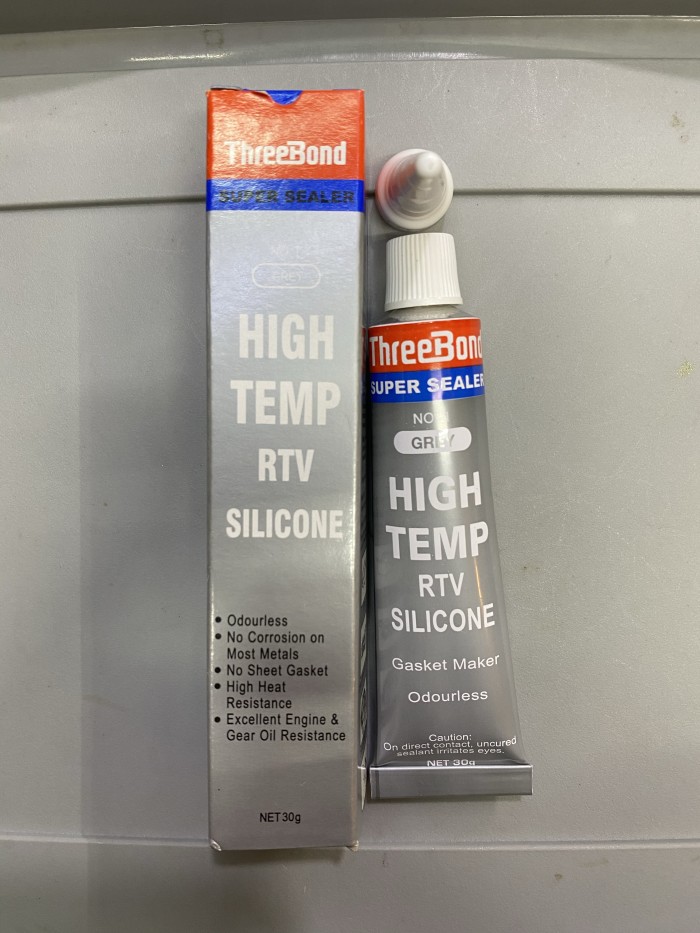 ThreeBond
SUPER SEALER
GREY
HIGH
TEMP
RTV
SILICONE
• Odourless
• No Corrosion on
Most Metals
• No Sheet Gasket
• High Heat
Resistance
• Excellent Engine &
Gear Oil Resistance
NET 30g
ThreeBond
SUPER SEALER
NO
GREY
HIGH
TEMP
RTV
SILICONE
Gasket Maker
Odourless
Caution:
On direct contact, uncured
sealant irritates eyes.
NET 30g